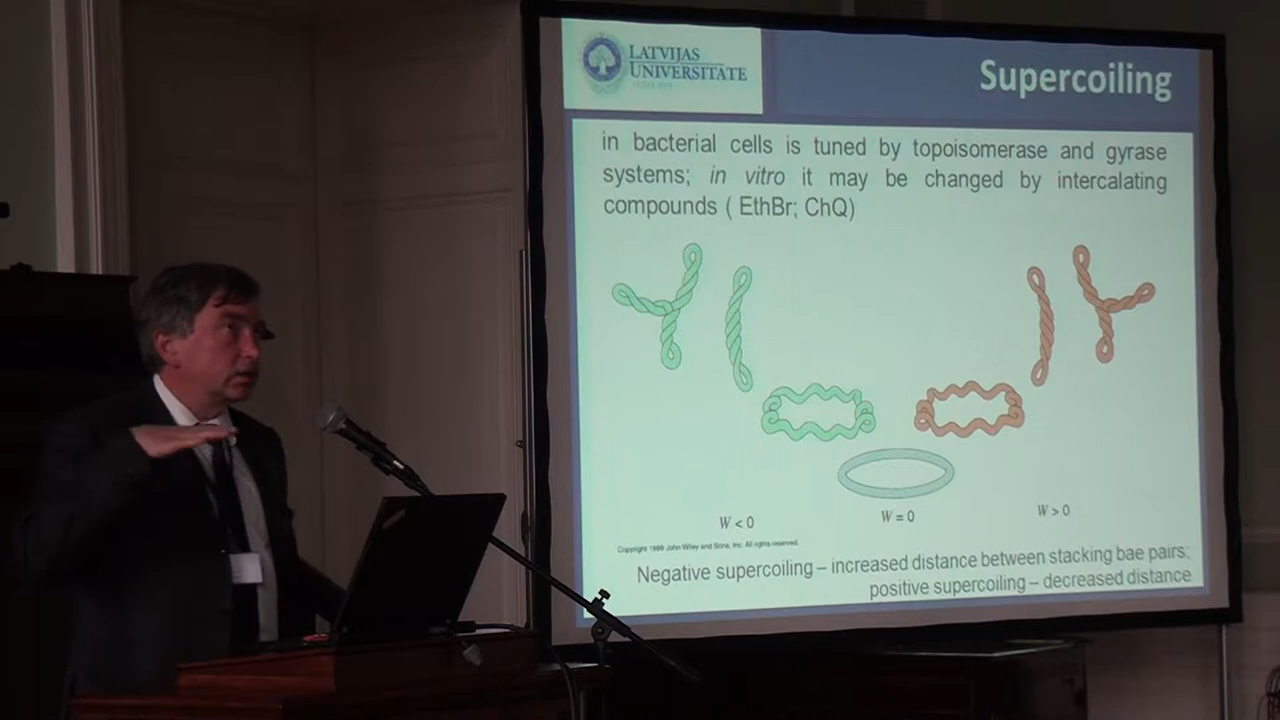 LATVIJAS
UNIVERSITĀTE
Supercoiling
in bacterial cells is tuned by topoisomerase and gyrase
systems; in vitro it may be changed by intercalating
compounds ( EthBr; ChQ)
W < 0
W = 0
W > 0
Copyright 1999 John Wiley and Sons, Inc. All rights reserved.
Negative supercoiling – increased distance between stacking bae pairs;
positive supercoiling – decreased distance